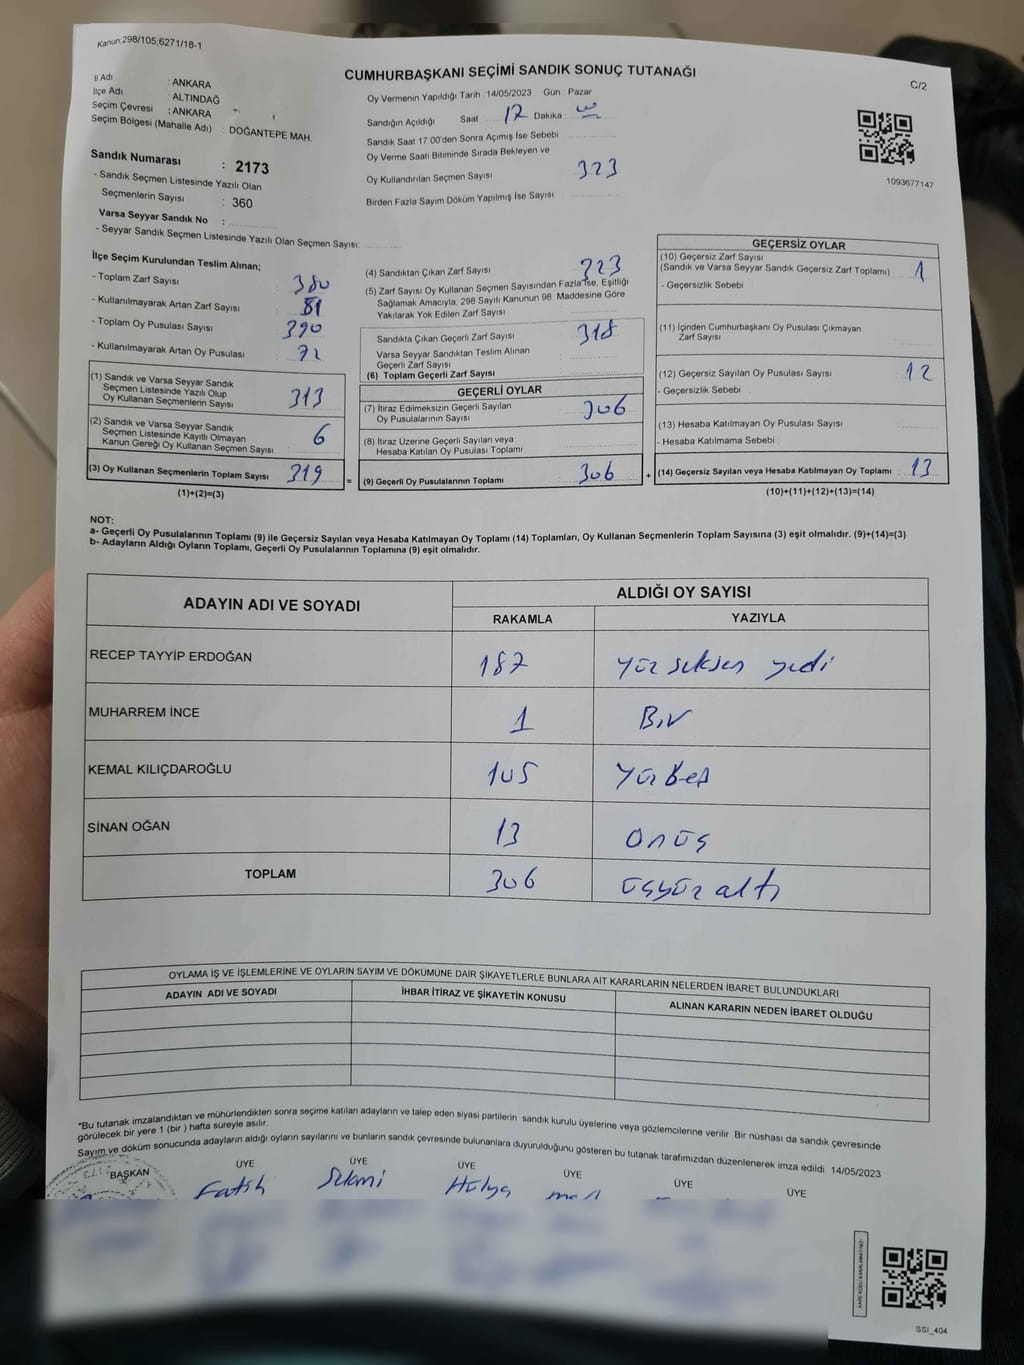 Kanun:298/105;6271/18-1
CUMHURBAŞKANI SEÇİMİ SANDIK SONUÇ TUTANAĞI
C/2
İl Adı : ANKARA
İlçe Adı : ALTINDAĞ
Seçim Çevresi : ANKARA
Seçim Bölgesi (Mahalle Adı) : DOĞANTEPE MAH.
Sandık Numarası : 2173
- Sandık Seçmen Listesinde Yazılı Olan
Seçmenlerin Sayısı : 360
Varsa Seyyar Sandık No :
- Seyyar Sandık Seçmen Listesinde Yazılı Olan Seçmen Sayısı:
Oy Vermenin Yapıldığı Tarih : 14/05/2023 Gün : Pazar
Sandığın Açıldığı Saat 17 Dakika :
Sandık Saat 17:00'den Sonra Açımış İse Sebebi
Oy Verme Saati Bitiminde Sırada Bekleyen ve
Oy Kullandırılan Seçmen Sayısı 323
Birden Fazla Sayım Döküm Yapılmış İse Sayısı
1093677147
İlçe Seçim Kurulundan Teslim Alınan;
- Toplam Zarf Sayısı 380
- Kullanılmayarak Artan Zarf Sayısı 81
- Toplam Oy Pusulası Sayısı 390
- Kullanılmayarak Artan Oy Pusulası 72
(1) Sandık ve Varsa Seyyar Sandık
Seçmen Listesinde Yazılı Olup
Oy Kullanan Seçmenlerin Sayısı 313
(2) Sandık ve Varsa Seyyar Sandık
Seçmen Listesinde Kayıtlı Olmayan
Kanun Gereği Oy Kullanan Seçmen Sayısı 6
(3) Oy Kullanan Seçmenlerin Toplam Sayısı 319
=
(1)+(2)=(3)
(4) Sandıktan Çıkan Zarf Sayısı 323
(5) Zarf Sayısı Oy Kullanan Seçmen Sayısından Fazla ise, Eşitliği
Sağlamak Amacıyla, 298 Sayılı Kanunun 98. Maddesine Göre
Yakılarak Yok Edilen Zarf Sayısı
Sandıkta Çıkan Geçerli Zarf Sayısı 318
Varsa Seyyar Sandıktan Teslim Alınan
Geçerli Zarf Sayısı
(6) Toplam Geçerli Zarf Sayısı
GEÇERLİ OYLAR
(7) İtiraz Edilmeksizin Geçerli Sayılan
Oy Pusulalarının Sayısı 306
(8) İtiraz Üzerine Geçerli Sayılan veya
Hesaba Katılan Oy Pusulası Toplamı
(9) Geçerli Oy Pusulalarının Toplamı 306
+
GEÇERSİZ OYLAR
(10) Geçersiz Zarf Sayısı
(Sandık ve Varsa Seyyar Sandık Geçersiz Zarf Toplamı) 1
- Geçersizlik Sebebi
(11) İçinden Cumhurbaşkanı Oy Pusulası Çıkmayan
Zarf Sayısı
(12) Geçersiz Sayılan Oy Pusulası Sayısı 12
- Geçersizlik Sebebi
(13) Hesaba Katılmayan Oy Pusulası Sayısı
- Hesaba Katılmama Sebebi
(14) Geçersiz Sayılan veya Hesaba Katılmayan Oy Toplamı : 13
(10)+(11)+(12)+(13)=(14)
NOT:
a- Geçerli Oy Pusulalarının Toplamı (9) ile Geçersiz Sayılan veya Hesaba Katılmayan Oy Toplamı (14) Toplamları, Oy Kullanan Seçmenlerin Toplam Sayısına (3) eşit olmalıdır. (9)+(14)=(3)
b- Adayların Aldığı Oyların Toplamı, Geçerli Oy Pusulalarının Toplamına (9) eşit olmalıdır.
ADAYIN ADI VE SOYADI ALDIĞI OY SAYISI
RAKAMLA YAZIYLA
RECEP TAYYİP ERDOĞAN 187 yüz seksen yedi
MUHARREM İNCE 1 Bir
KEMAL KILIÇDAROĞLU 105 yüz beş
SİNAN OĞAN 13 onüç
TOPLAM 306 üçyüz altı
OYLAMA İŞ VE İŞLEMLERİNE VE OYLARIN SAYIM VE DÖKÜMÜNE DAİR ŞİKAYETLERLE BUNLARA AİT KARARLARIN NELERDEN İBARET BULUNDUKLARI
ADAYIN ADI VE SOYADI İHBAR İTİRAZ VE ŞİKAYETİN KONUSU ALINAN KARARIN NEDEN İBARET OLDUĞU
*Bu tutanak imzalandıktan ve mühürlendikten sonra seçime katılan adayların ve talep eden siyasi partilerin sandık kurulu üyelerine veya gözlemcilerine verilir. Bir nüshası da sandık çevresinde
görülecek bir yere 1 (bir ) hafta süreyle asılır.
Sayım ve döküm sonucunda adayların aldığı oyların sayılarını ve bunların sandık çevresinde bulunanlara duyurulduğunu gösteren bu tutanak tarafımızdan düzenlenerek imza edildi 14/05/2023
BAŞKAN ÜYE ÜYE ÜYE ÜYE ÜYE ÜYE
Fatih Selami Hülya
SSI_404